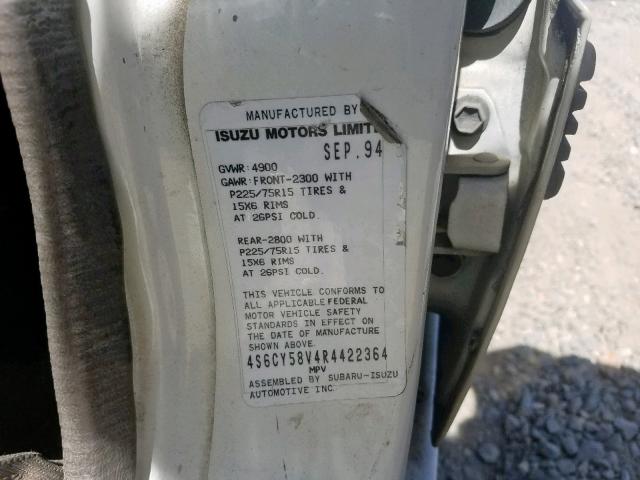 MANUFACTURED BY
ISUZU MOTORS
SEP.94
GVWR:4900
GAWR:FRONT-2300 WITH
P225/75R15 TIRES &
15X6 RIMS
AT 26PSI COLD.
REAR-2800 WITH
P225/75R15 TIRES &
15X6 RIMS
AT 26PSI COLD.
THIS VEHICLE CONFORMS TO
ALL APPLICABLE FEDERAL
MOTOR VEHICLE SAFETY
STANDARDS IN EFFECT ON
THE DATE OF MANUFACTURE
SHOWN ABOVE.
4S6CY58V4R4422364
MPV
ASSEMBLED BY SUBARU-ISUZU
AUTOMOTIVE INC.